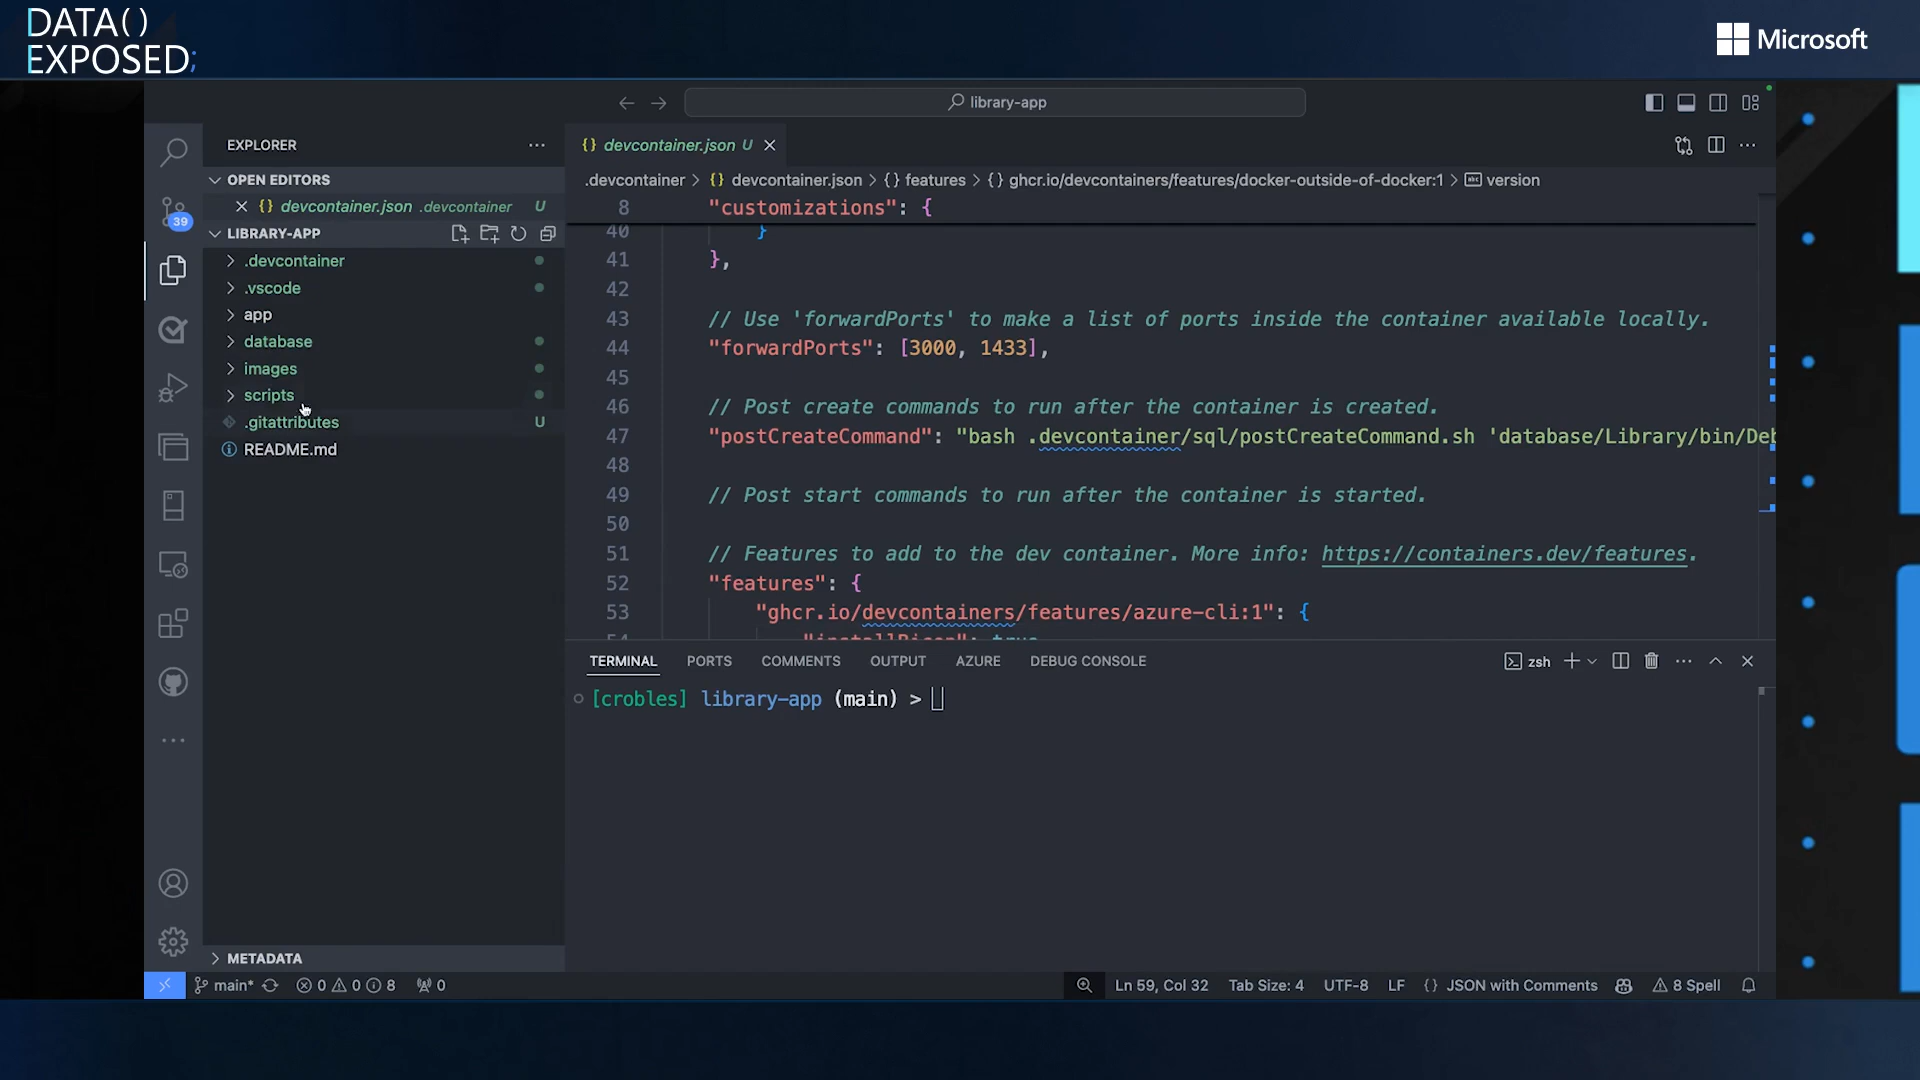 DATA()
EXPOSED;
Microsoft
library-app
EXPLORER
OPEN EDITORS
devcontainer.json .devcontainer U
LIBRARY-APP
.devcontainer
.vscode
app
database
images
scripts
.gitattributes U
README.md
METADATA
39
{} devcontainer.json U
.devcontainer > {} devcontainer.json > {} features > {} ghcr.io/devcontainers/features/docker-outside-of-docker:1 > version
8 "customizations": {
40 }
41 },
42
43 // Use 'forwardPorts' to make a list of ports inside the container available locally.
44 "forwardPorts": [3000, 1433],
45
46 // Post create commands to run after the container is created.
47 "postCreateCommand": "bash .devcontainer/sql/postCreateCommand.sh 'database/Library/bin/Deb
48
49 // Post start commands to run after the container is started.
50
51 // Features to add to the dev container. More info: https://containers.dev/features.
52 "features": {
53 "ghcr.io/devcontainers/features/azure-cli:1": {
54 "installBicep": true
TERMINAL PORTS COMMENTS OUTPUT AZURE DEBUG CONSOLE zsh
[crobles] library-app (main) >
main* 0 0 8 0 Ln 59, Col 32 Tab Size: 4 UTF-8 LF {} JSON with Comments 8 Spell